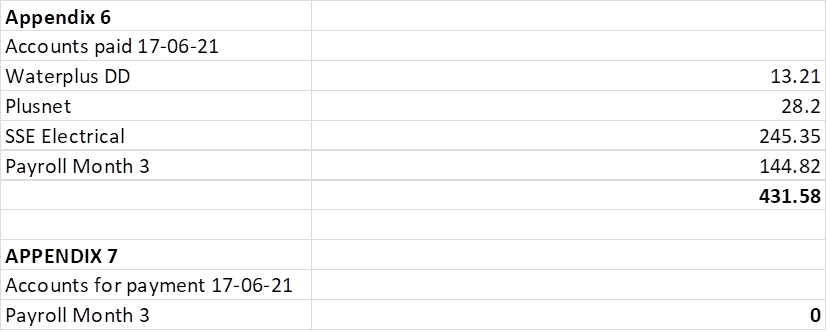 Appendix 6
Accounts paid 17-06-21
Waterplus DD 13.21
Plusnet 28.2
SSE Electrical 245.35
Payroll Month 3 144.82
431.58
APPENDIX 7
Accounts for payment 17-06-21
Payroll Month 3 0